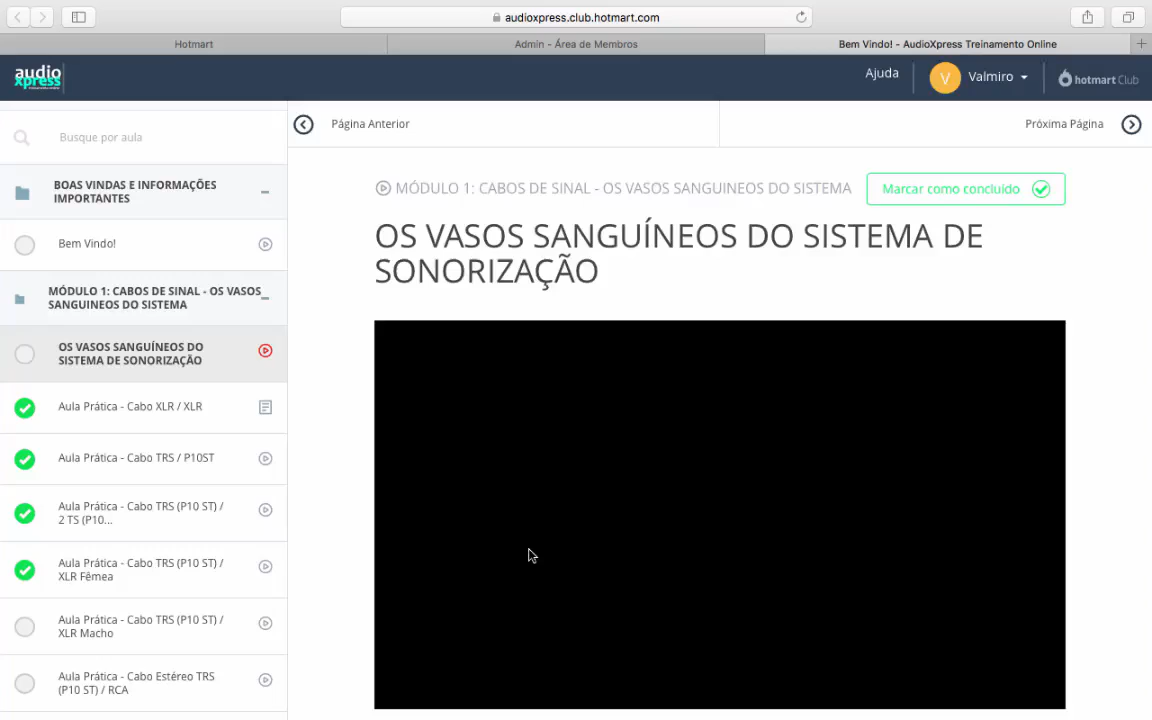 audioxpress.club.hotmart.com
Hotmart
Admin - Área de Membros
Bem Vindo! - AudioXpress Treinamento Online
audio
xpress
Ajuda
V
Valmiro
hotmart Club
Busque por aula
Página Anterior
Próxima Página
BOAS VINDAS E INFORMAÇÕES
IMPORTANTES
Bem Vindo!
MÓDULO 1: CABOS DE SINAL - OS VASOS
SANGUINEOS DO SISTEMA
OS VASOS SANGUÍNEOS DO
SISTEMA DE SONORIZAÇÃO
Aula Prática - Cabo XLR / XLR
Aula Prática - Cabo TRS / P10ST
Aula Prática - Cabo TRS (P10 ST) /
2 TS (P10...
Aula Prática - Cabo TRS (P10 ST) /
XLR Fêmea
Aula Prática - Cabo TRS (P10 ST) /
XLR Macho
Aula Prática - Cabo Estéreo TRS
(P10 ST) / RCA
MÓDULO 1: CABOS DE SINAL - OS VASOS SANGUINEOS DO SISTEMA
Marcar como concluído
OS VASOS SANGUÍNEOS DO SISTEMA DE
SONORIZAÇÃO